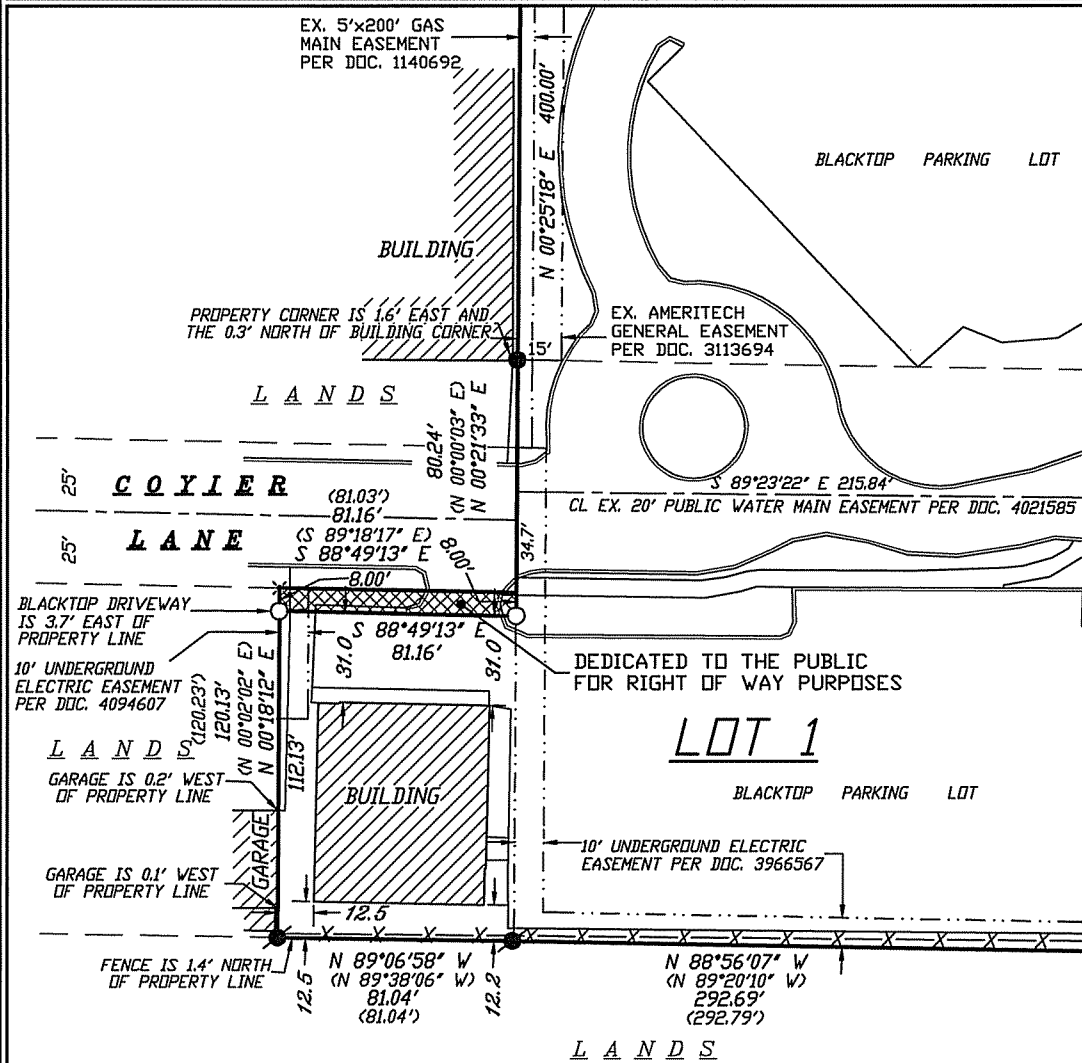 EX. 5'x200' GAS
MAIN EASEMENT
PER DOC. 1140692
N 00°25'18" E 400.00'
BLACKTOP PARKING LOT
BUILDING
PROPERTY CORNER IS 1.6' EAST AND
THE 0.3' NORTH OF BUILDING CORNER
15'
EX. AMERITECH
GENERAL EASEMENT
PER DOC. 3113694
LANDS
80.24'
(N 00°00'03" E)
N 00°21'33" E
25'
COYIER
LANE
25'
(81.03')
81.16'
(S 89°18'17" E)
S 88°49'13" E
8.00'
8.00'
34.7'
S 89°23'22" E 215.84'
CL EX. 20' PUBLIC WATER MAIN EASEMENT PER DOC. 4021585
BLACKTOP DRIVEWAY
IS 3.7' EAST OF
PROPERTY LINE
S 88°49'13" E
81.16'
31.0
31.0
DEDICATED TO THE PUBLIC
FOR RIGHT OF WAY PURPOSES
10' UNDERGROUND
ELECTRIC EASEMENT
PER DOC. 4094607
(120.23')
120.13'
(N 00°02'02" E)
N 00°18'12" E
112.13'
LANDS
LOT 1
GARAGE IS 0.2' WEST
OF PROPERTY LINE
BUILDING
BLACKTOP PARKING LOT
GARAGE
10' UNDERGROUND ELECTRIC
EASEMENT PER DOC. 3966567
GARAGE IS 0.1' WEST
OF PROPERTY LINE
12.5
X X X X X X X X X X X X X X X
FENCE IS 1.4' NORTH
OF PROPERTY LINE
12.5
N 89°06'58" W
(N 89°38'06" W)
81.04'
(81.04')
12.2
N 88°56'07" W
(N 89°20'10" W)
292.69'
(292.79')
LANDS